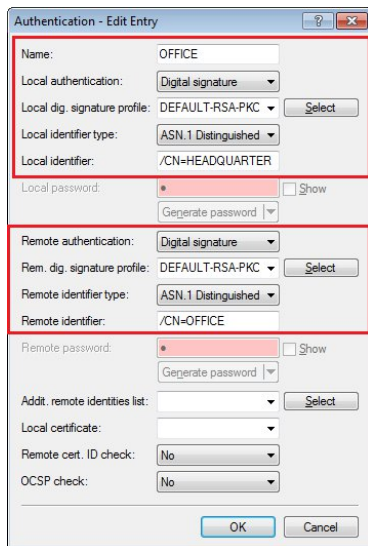 Authentication - Edit Entry
Name: OFFICE
Local authentication: Digital signature
Local dig. signature profile: DEFAULT-RSA-PKC Select
Local identifier type: ASN.1 Distinguished
Local identifier: /CN=HEADQUARTER
Local password: Show
Generate password
Remote authentication: Digital signature
Rem. dig. signature profile: DEFAULT-RSA-PKC Select
Remote identifier type: ASN.1 Distinguished
Remote identifier: /CN=OFFICE
Remote password: Show
Generate password
Addit. remote identities list: Select
Local certificate:
Remote cert. ID check: No
OCSP check: No
OK Cancel